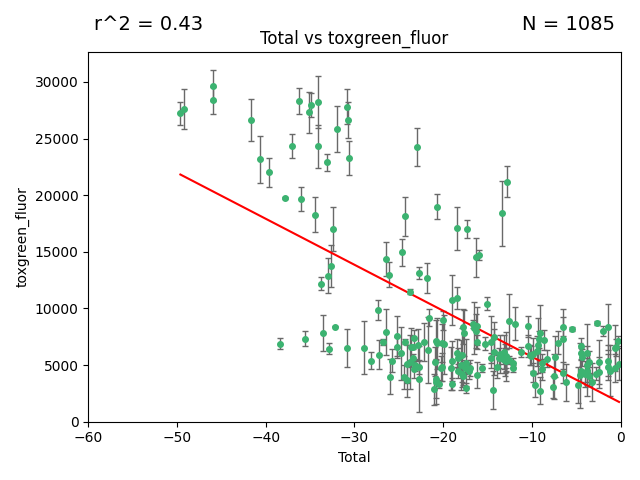 r^2 = 0.43
N = 1085
Total vs toxgreen_fluor
30000
25000
20000
15000
10000
5000
0
toxgreen_fluor
−60
−50
−40
−30
−20
−10
0
Total